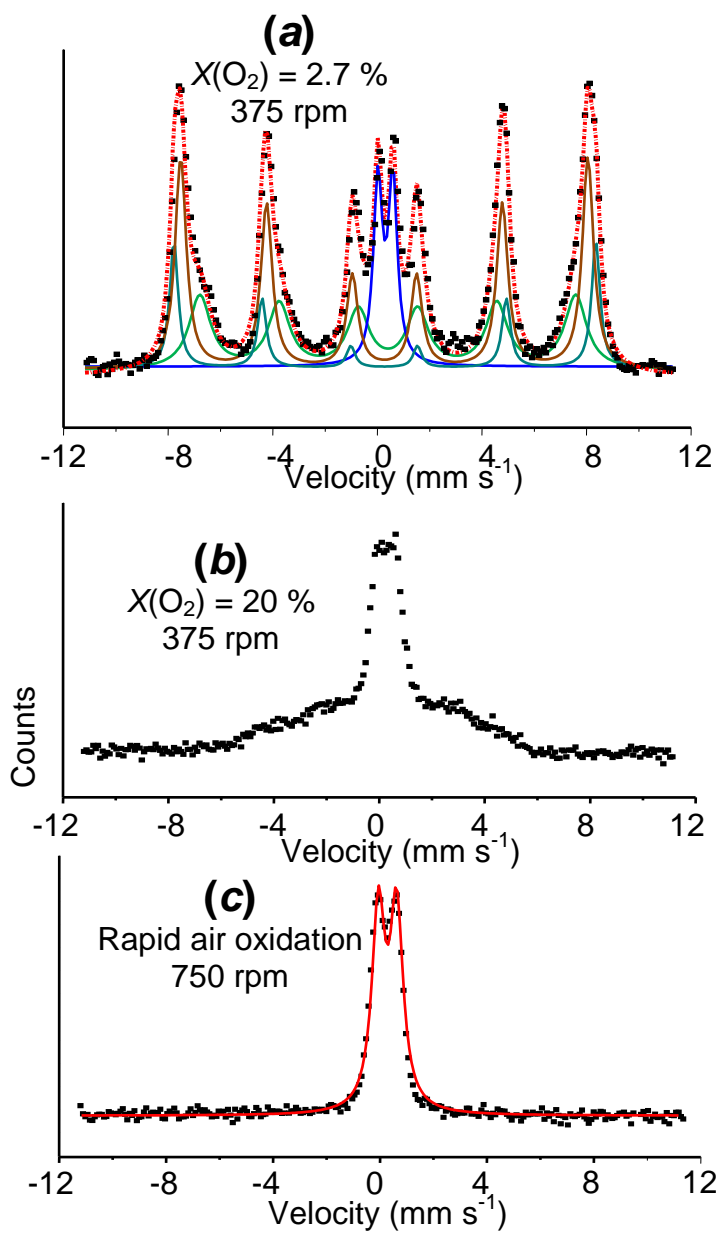 (a)
X(O₂) = 2.7 %
375 rpm
-12 -8 -4 0 4 8 12
Velocity (mm s⁻¹)
(b)
X(O₂) = 20 %
375 rpm
Counts
-12 -8 -4 0 4 8 12
Velocity (mm s⁻¹)
(c)
Rapid air oxidation
750 rpm
-12 -8 -4 0 4 8 12
Velocity (mm s⁻¹)